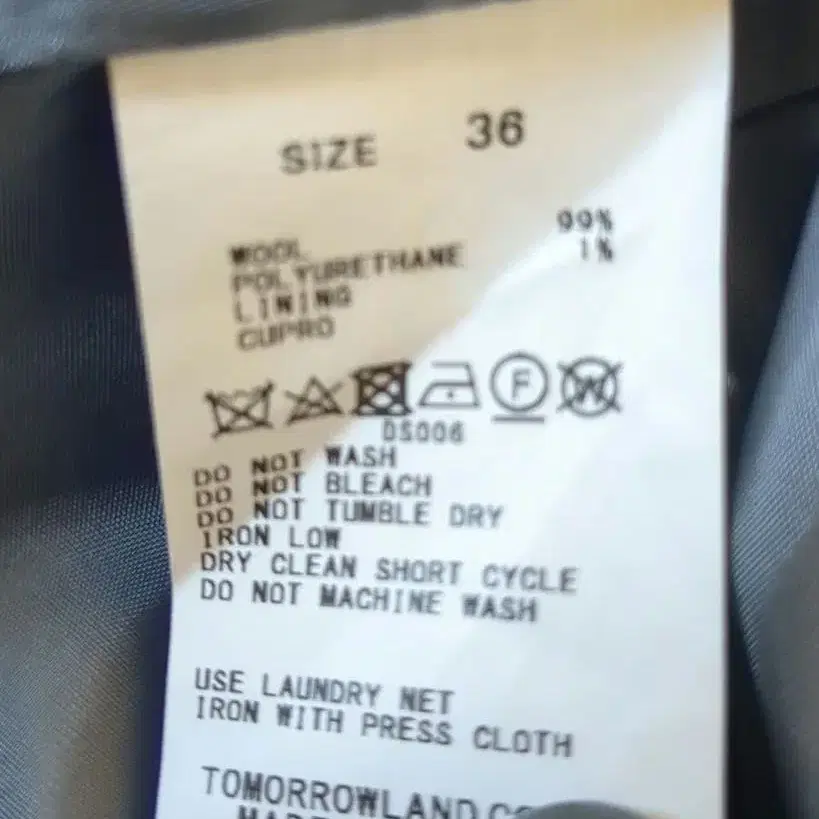 SIZE 36
WOOL 99%
POLYURETHANE 1%
LINING
CUPRO
F W
DS006
DO NOT WASH
DO NOT BLEACH
DO NOT TUMBLE DRY
IRON LOW
DRY CLEAN SHORT CYCLE
DO NOT MACHINE WASH
USE LAUNDRY NET
IRON WITH PRESS CLOTH
TOMORROWLAND